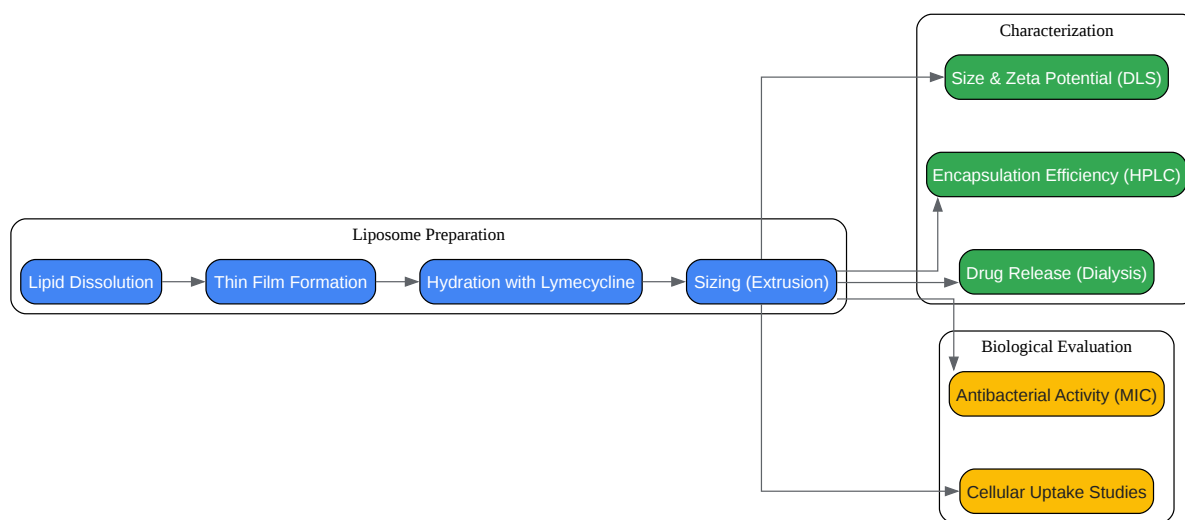 Characterization
Size & Zeta Potential (DLS)
Encapsulation Efficiency (HPLC)
Drug Release (Dialysis)
Liposome Preparation
Lipid Dissolution
Thin Film Formation
Hydration with Lymecycline
Sizing (Extrusion)
Biological Evaluation
Antibacterial Activity (MIC)
Cellular Uptake Studies